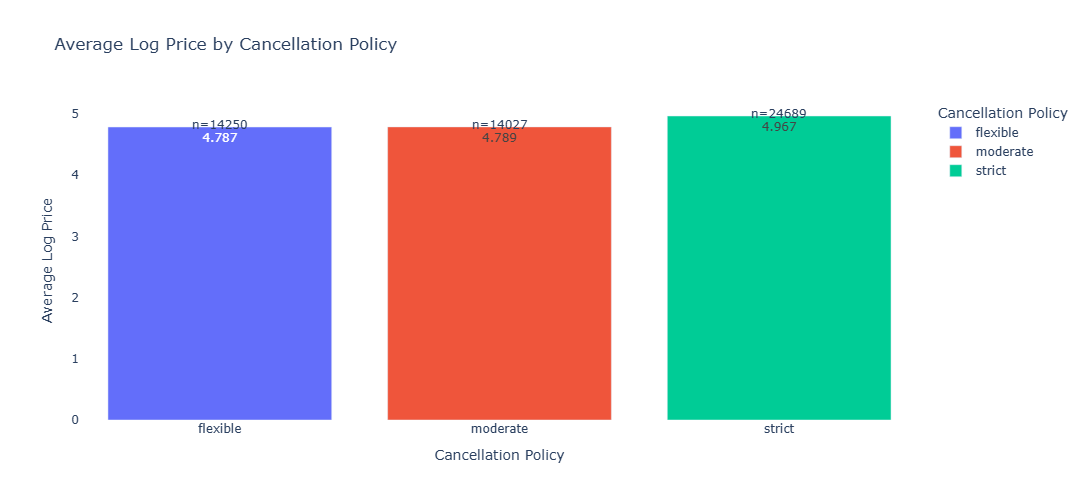 Average Log Price by Cancellation Policy
Average Log Price
5
4
3
2
1
0
n=14250
4.787
n=14027
4.789
n=24689
4.967
flexible
moderate
strict
Cancellation Policy
Cancellation Policy
flexible
moderate
strict